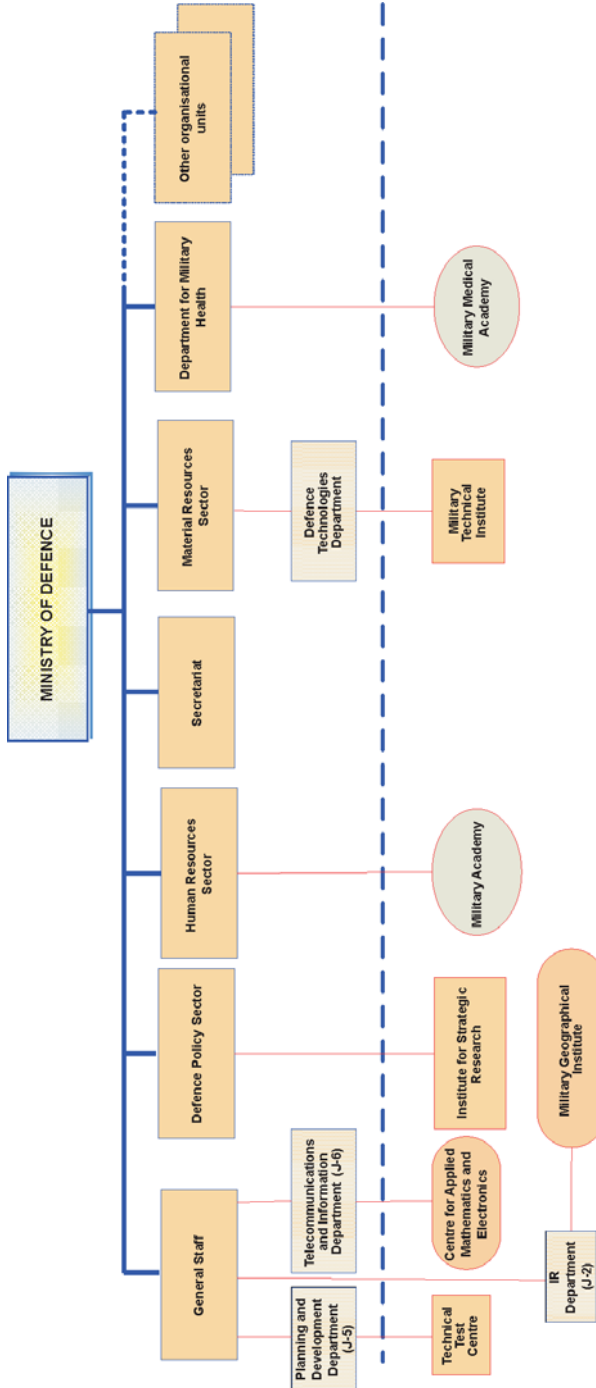 MINISTRY OF DEFENCE
General Staff
Defence Policy Sector
Human Resources
Sector
Secretariat
Material Resources
Sector
Department for Military
Health
Other organisational
units
Planning and
Development
Department
(J-5)
Telecommunications
and Information
Department (J-6)
Defence
Technologies
Department
Technical
Test
Centre
Centre for Applied
Mathematics and
Electronics
Institute for Strategic
Research
Military Academy
Military
Technical
Institute
Military Medical
Academy
IR
Department
(J-2)
Military Geographical
Institute